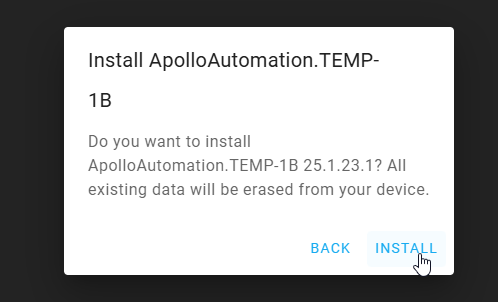 Install ApolloAutomation.TEMP-
1B
Do you want to install
ApolloAutomation.TEMP-1B 25.1.23.1? All
existing data will be erased from your device.
BACK INSTALL